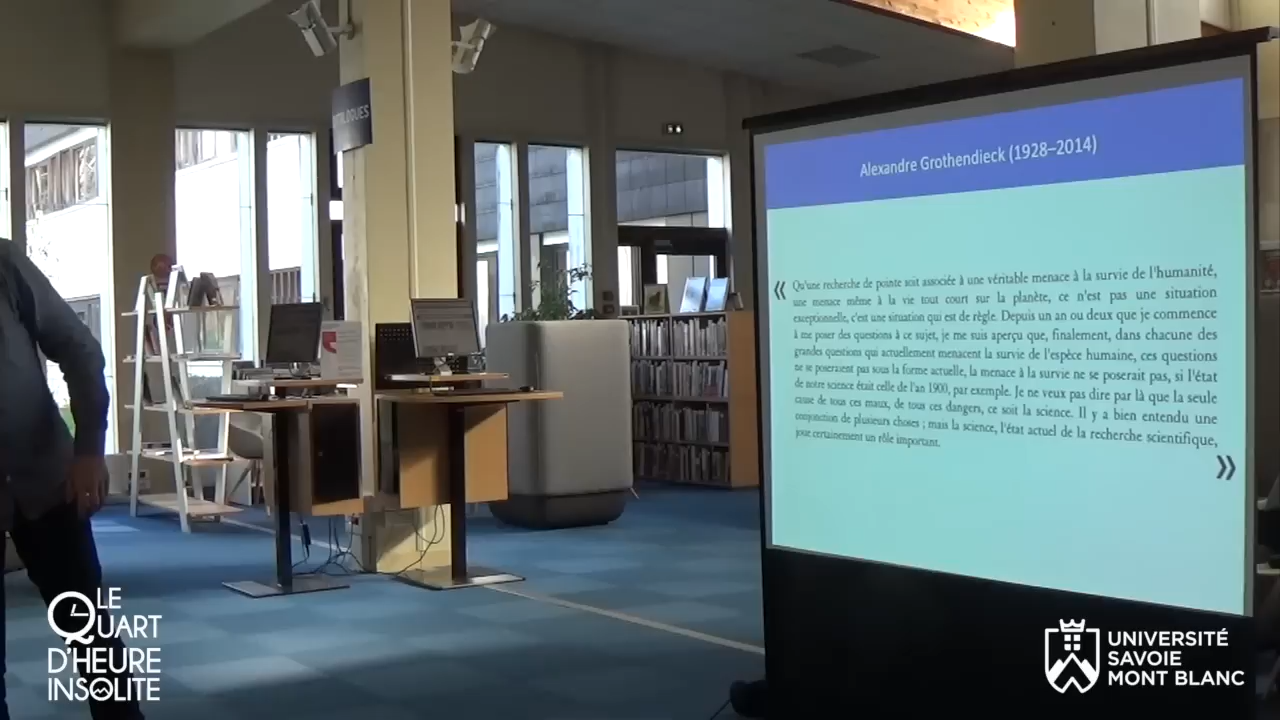 CATALOGUES
Alexandre Grothendieck (1928–2014)
« Qu'une recherche de pointe soit associée à une véritable menace à la survie de l'humanité,
une menace même à la vie tout court sur la planète, ce n'est pas une situation
exceptionnelle, c'est une situation qui est de règle. Depuis un an ou deux que je commence
à me poser des questions à ce sujet, je me suis aperçu que, finalement, dans chacune des
grandes questions qui actuellement menacent la survie de l'espèce humaine, ces questions
ne se poseraient pas sous la forme actuelle, la menace à la survie ne se poserait pas, si l'état
de notre science était celle de l'an 1900, par exemple. Je ne veux pas dire par là que la seule
cause de tous ces maux, de tous ces dangers, ce soit la science. Il y a bien entendu une
conjonction de plusieurs choses ; mais la science, l'état actuel de la recherche scientifique,
joue certainement un rôle important.
»
LE
QUART
D'HEURE
INSOLITE
UNIVERSITÉ
SAVOIE
MONT BLANC